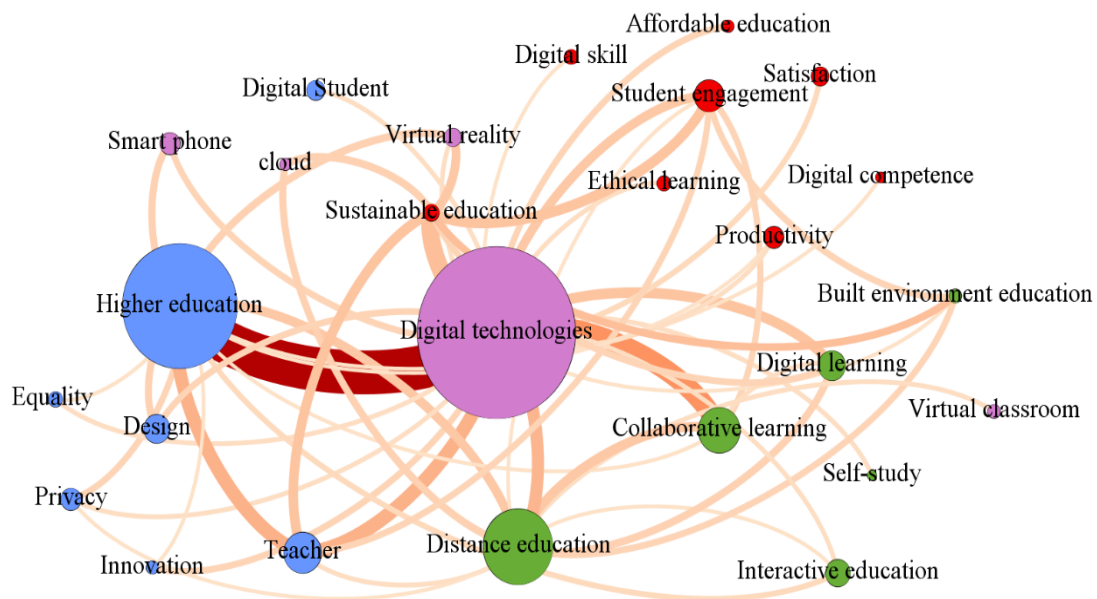 Affordable education
Digital skill
Satisfaction
Digital Student
Student engagement
Smart phone
Virtual reality
cloud
Ethical learning
Digital competence
Sustainable education
Productivity
Higher education
Built environment education
Digital technologies
Digital learning
Equality
Design
Collaborative learning
Virtual classroom
Self-study
Privacy
Teacher
Distance education
Innovation
Interactive education